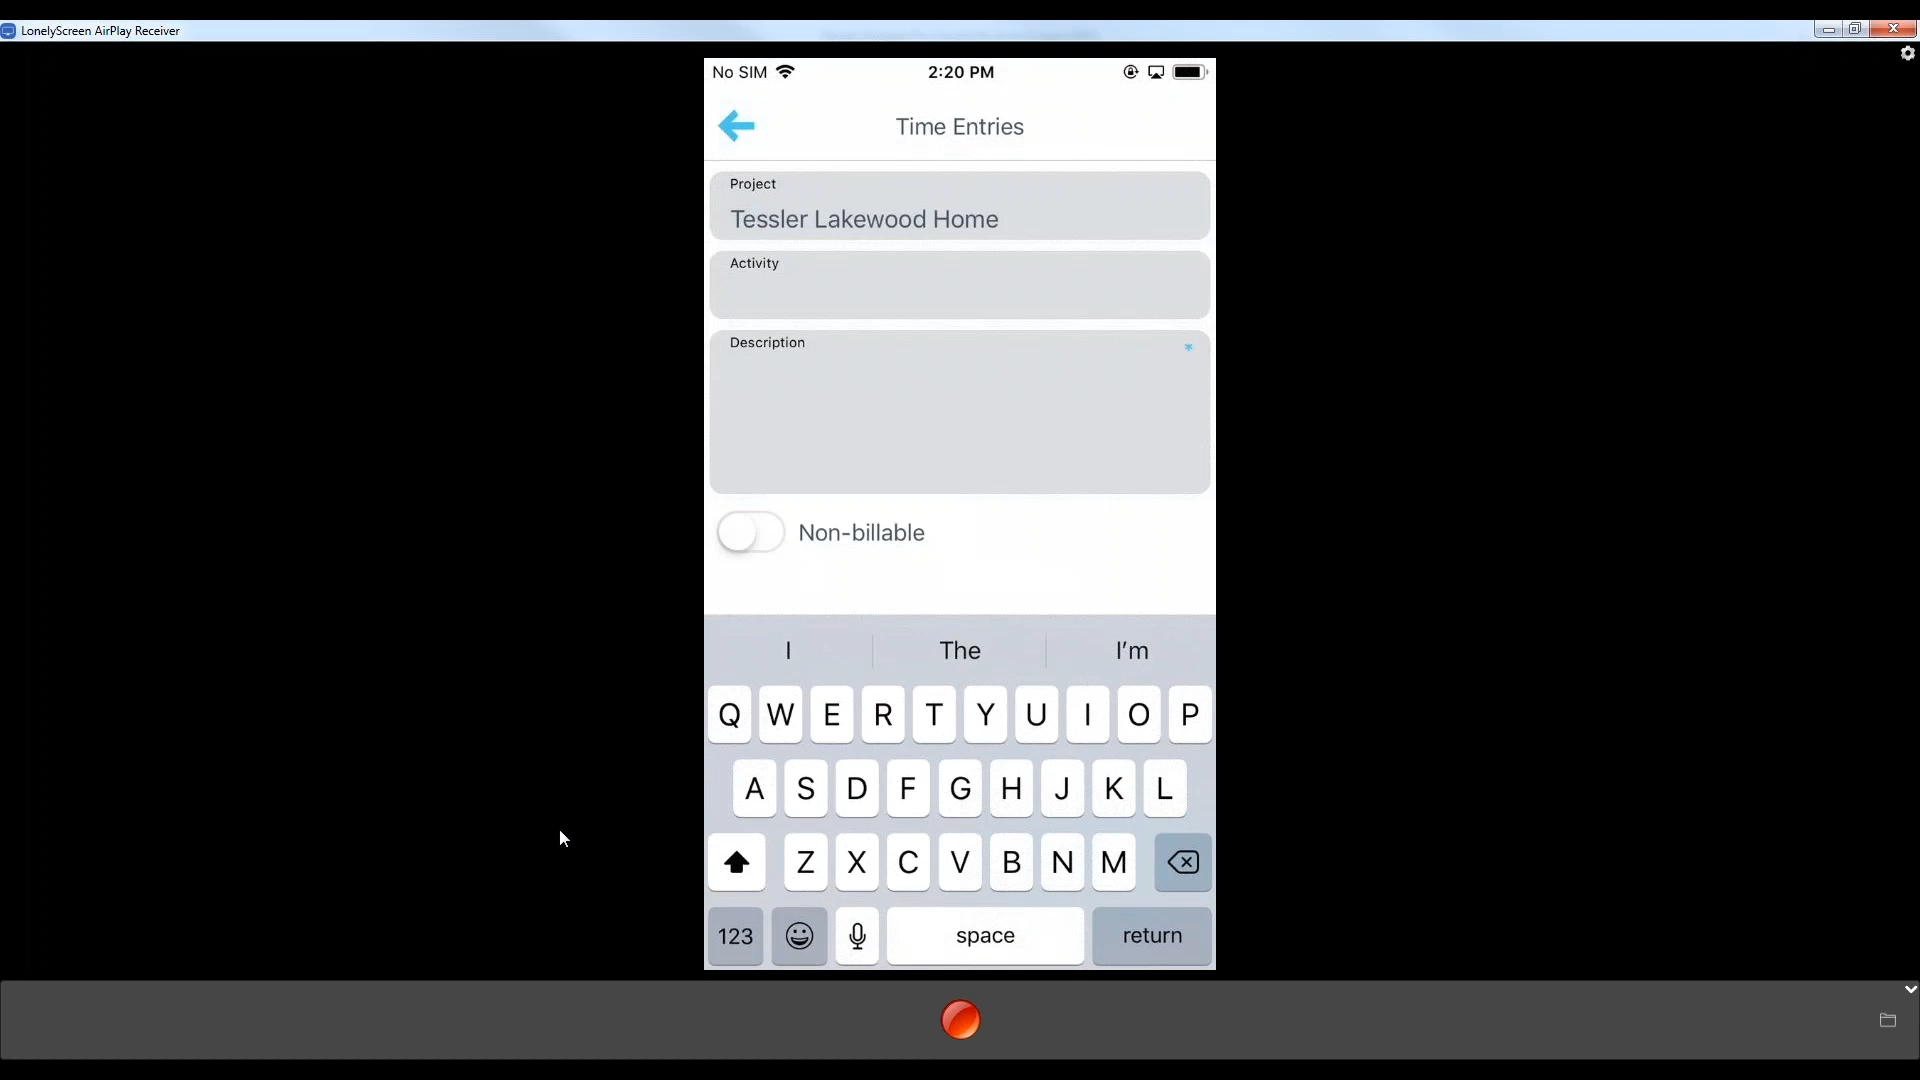 LonelyScreen AirPlay Receiver
No SIM 2:20 PM
Time Entries
Project
Tessler Lakewood Home
Activity
Description
*
Non-billable
I The I’m
Q W E R T Y U I O P
A S D F G H J K L
Z X C V B N M
123 space return